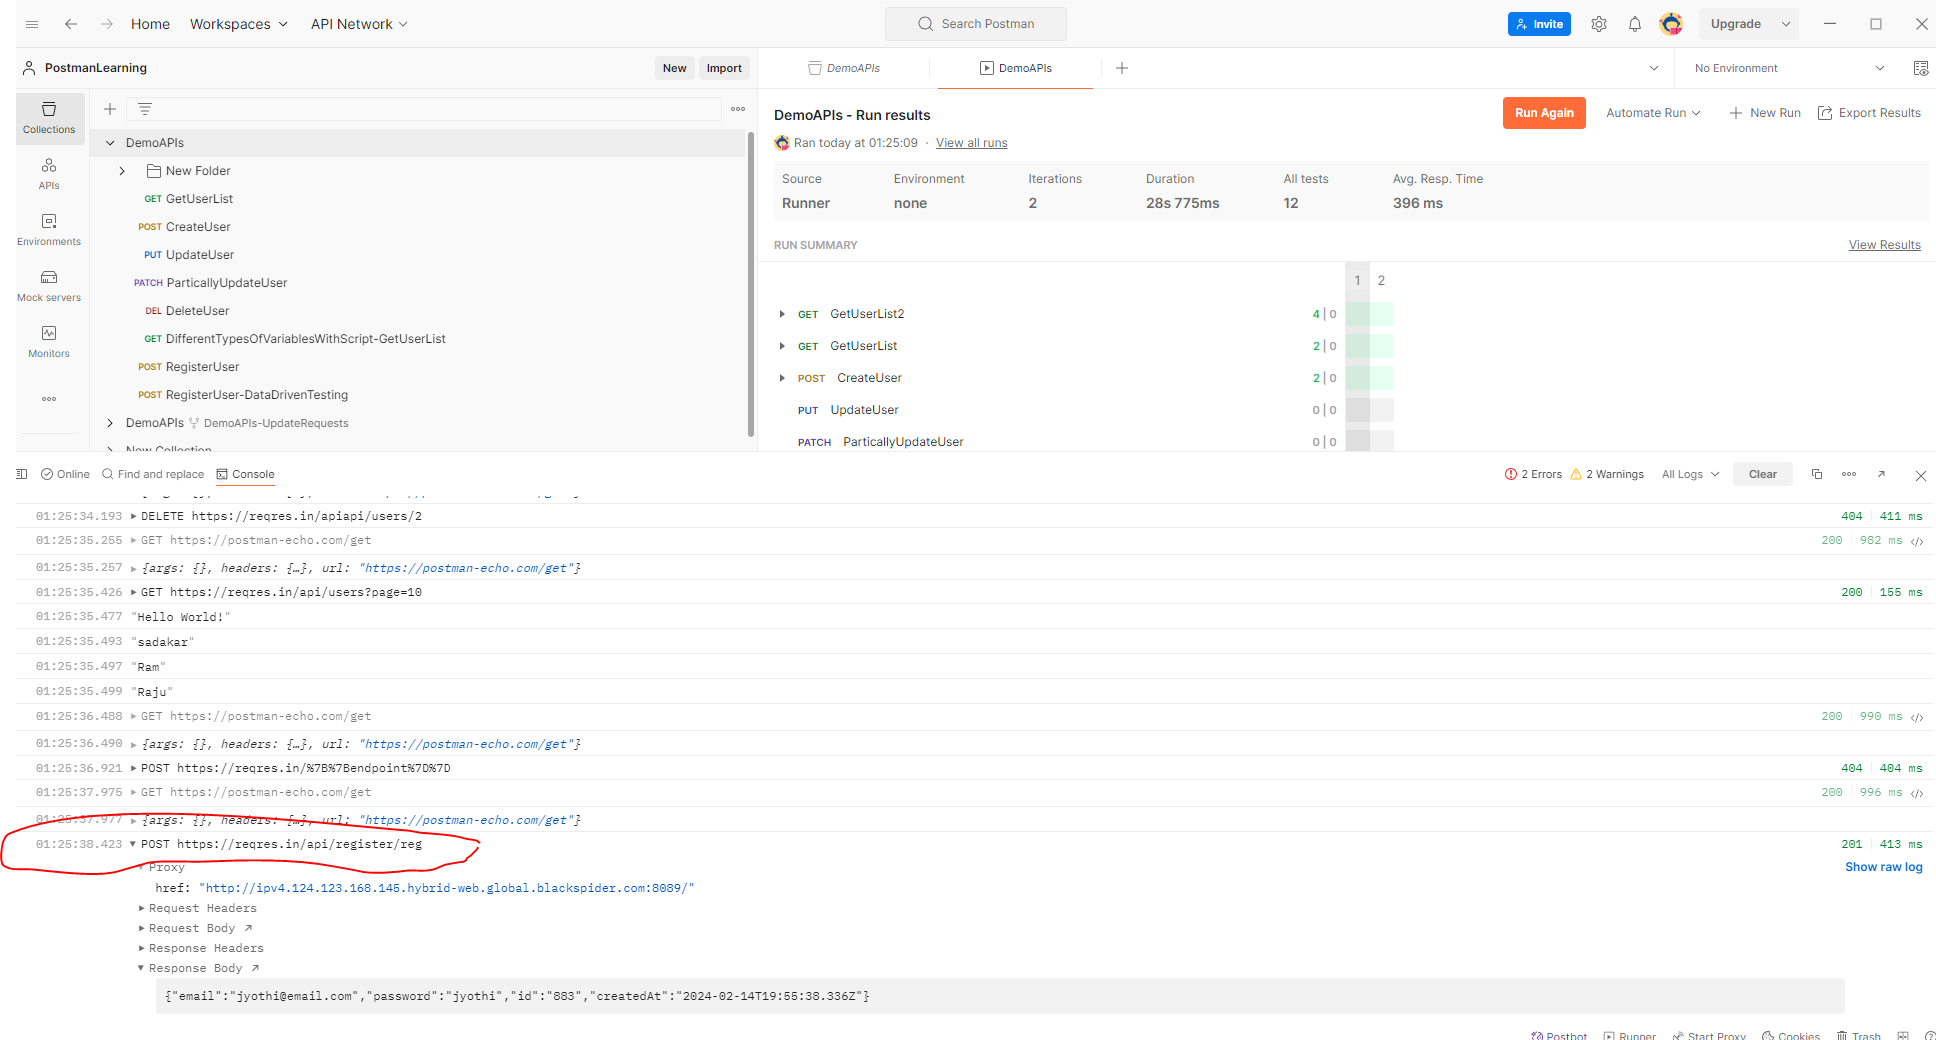 Home Workspaces API Network Search Postman Invite Upgrade
PostmanLearning New Import DemoAPIs DemoAPIs No Environment
Collections
APIs
Environments
Mock servers
Monitors
DemoAPIs
New Folder
GET GetUserList
POST CreateUser
PUT UpdateUser
PATCH ParticallyUpdateUser
DEL DeleteUser
GET DifferentTypesOfVariablesWithScript-GetUserList
POST RegisterUser
POST RegisterUser-DataDrivenTesting
DemoAPIs DemoAPIs-UpdateRequests
New Collection
DemoAPIs - Run results Run Again Automate Run New Run Export Results
Ran today at 01:25:09 · View all runs
Source Environment Iterations Duration All tests Avg. Resp. Time
Runner none 2 28s 775ms 12 396 ms
RUN SUMMARY View Results
1 2
GET GetUserList2 4 | 0
GET GetUserList 2 | 0
POST CreateUser 2 | 0
PUT UpdateUser 0 | 0
PATCH ParticallyUpdateUser 0 | 0
Online Find and replace Console 2 Errors 2 Warnings All Logs Clear
01:25:34.193 DELETE https://reqres.in/apiapi/users/2 404 411 ms
01:25:35.255 GET https://postman-echo.com/get 200 982 ms
01:25:35.257 {args: {}, headers: {…}, url: "https://postman-echo.com/get"}
01:25:35.426 GET https://reqres.in/api/users?page=10 200 155 ms
01:25:35.477 "Hello World!"
01:25:35.493 "sadakar"
01:25:35.497 "Ram"
01:25:35.499 "Raju"
01:25:36.488 GET https://postman-echo.com/get 200 990 ms
01:25:36.490 {args: {}, headers: {…}, url: "https://postman-echo.com/get"}
01:25:36.921 POST https://reqres.in/%7B%7Bendpoint%7D%7D 404 404 ms
01:25:37.975 GET https://postman-echo.com/get 200 996 ms
01:25:37.977 {args: {}, headers: {…}, url: "https://postman-echo.com/get"}
01:25:38.423 POST https://reqres.in/api/register/reg 201 413 ms
Proxy Show raw log
href: "http://ipv4.124.123.168.145.hybrid-web.global.blackspider.com:8089/"
Request Headers
Request Body
Response Headers
Response Body
{"email":"jyothi@email.com","password":"jyothi","id":"883","createdAt":"2024-02-14T19:55:38.336Z"}
Postbot Runner Start Proxy Cookies Trash